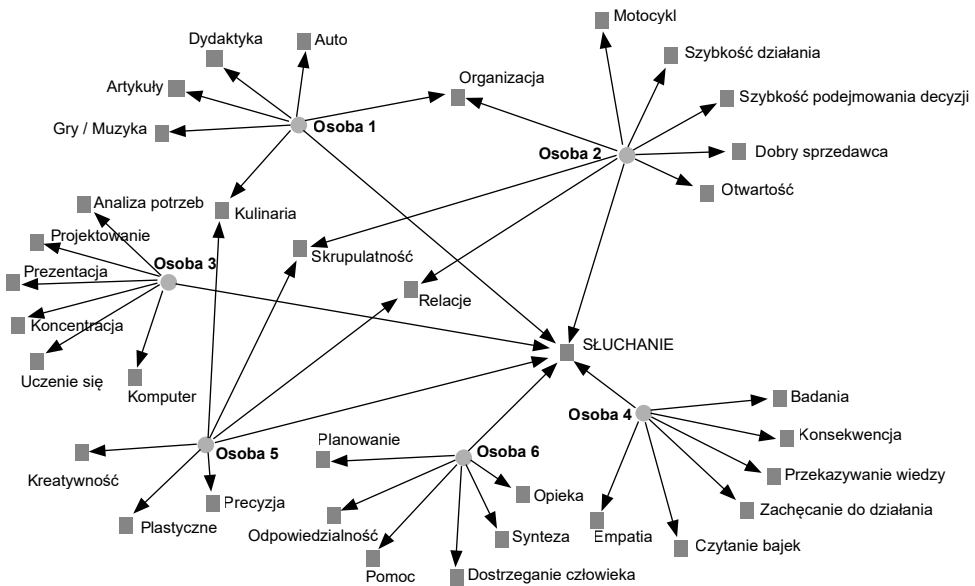 Motocykl
Dydaktyka
Auto
Szybkość działania
Artykuły
Organizacja
Szybkość podejmowania decyzji
Gry / Muzyka
Osoba 1
Osoba 2
Dobry sprzedawca
Otwartość
Analiza potrzeb
Kulinaria
Projektowanie
Osoba 3
Skrupulatność
Prezentacja
Relacje
Koncentracja
SŁUCHANIE
Uczenie się
Komputer
Badania
Osoba 4
Konsekwencja
Planowanie
Osoba 5
Osoba 6
Kreatywność
Przekazywanie wiedzy
Precyzja
Opieka
Zachęcanie do działania
Plastyczne
Odpowiedzialność
Synteza
Empatia
Czytanie bajek
Pomoc
Dostrzeganie człowieka